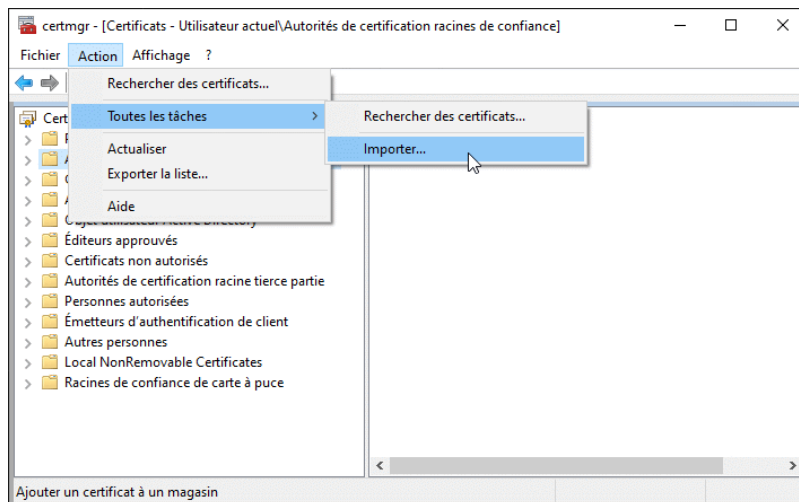 certmgr - [Certificats - Utilisateur actuel\Autorités de certification racines de confiance]
Fichier Action Affichage ?
Rechercher des certificats...
Toutes les tâches
Actualiser
Exporter la liste...
Aide
Rechercher des certificats...
Importer...
Cert
Éditeurs approuvés
Certificats non autorisés
Autorités de certification racine tierce partie
Personnes autorisées
Émetteurs d'authentification de client
Autres personnes
Local NonRemovable Certificates
Racines de confiance de carte à puce
Ajouter un certificat à un magasin